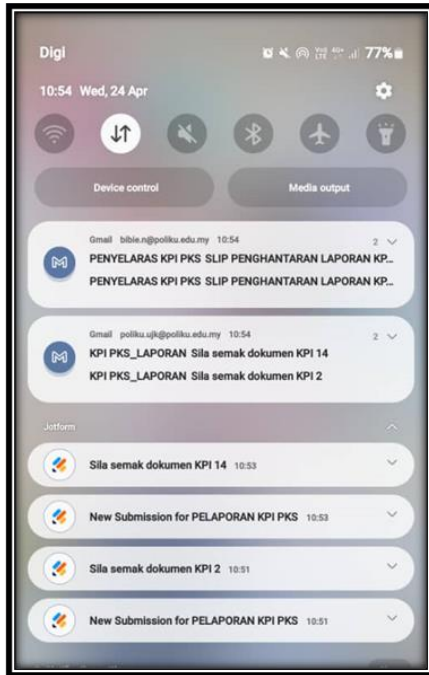 Digi 77%
10:54 Wed, 24 Apr
Device control Media output
Gmail bibie.n@poliku.edu.my 10:54 2
PENYELARAS KPI PKS SLIP PENGHANTARAN LAPORAN KP...
PENYELARAS KPI PKS SLIP PENGHANTARAN LAPORAN KP...
Gmail poliku.ujk@poliku.edu.my 10:54 2
KPI PKS_LAPORAN Sila semak dokumen KPI 14
KPI PKS_LAPORAN Sila semak dokumen KPI 2
Jotform
Sila semak dokumen KPI 14 10:53
New Submission for PELAPORAN KPI PKS 10:53
Sila semak dokumen KPI 2 10:51
New Submission for PELAPORAN KPI PKS 10:51